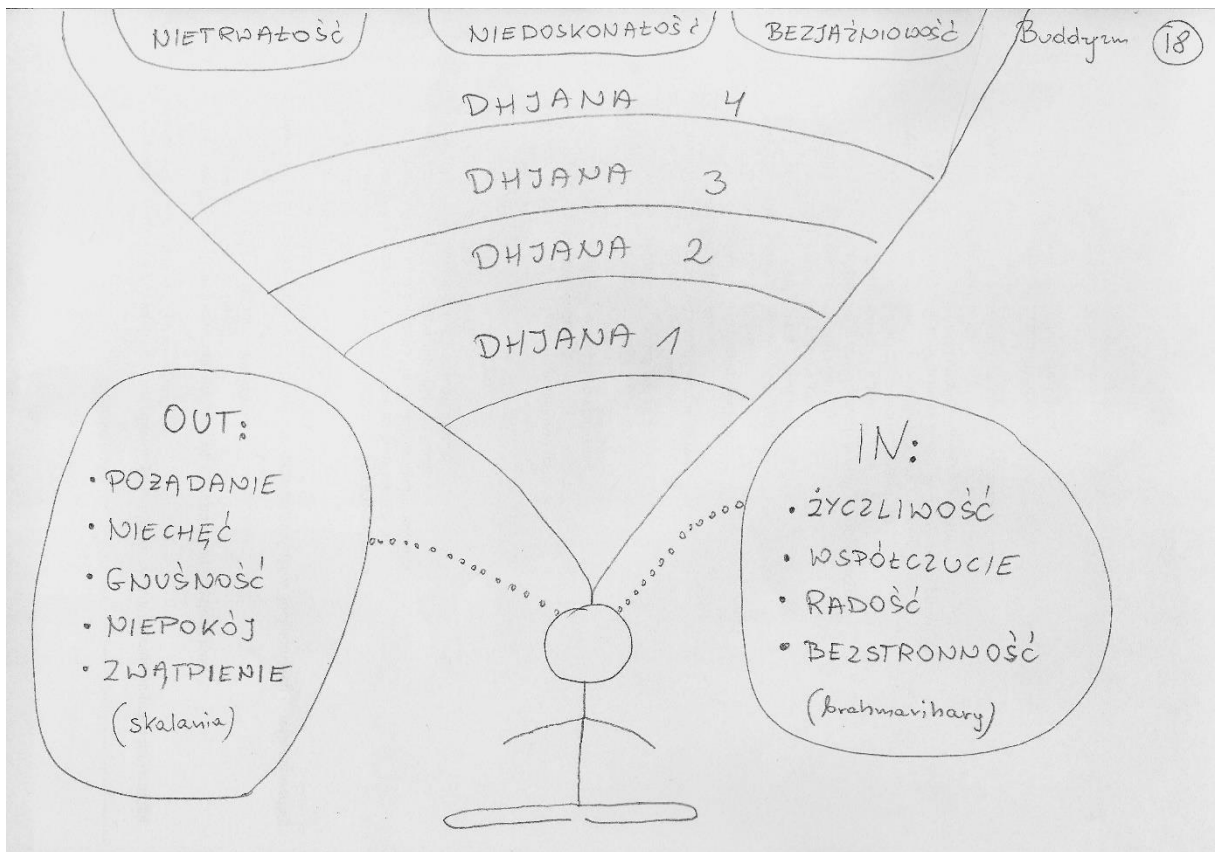 NIETRWAŁOŚĆ NIEDOSKONAŁOŚĆ BEZJAŹNIOWOŚĆ Buddyzm 18
DHJANA 4
DHJANA 3
DHJANA 2
DHJANA 1
OUT:
• POŻĄDANIE
• NIECHĘĆ
• GNUŚNOŚĆ
• NIEPOKÓJ
• ZWĄTPIENIE
(skalania)
IN:
• ŻYCZLIWOŚĆ
• WSPÓŁCZUCIE
• RADOŚĆ
• BEZSTRONNOŚĆ
(brahmavihary)